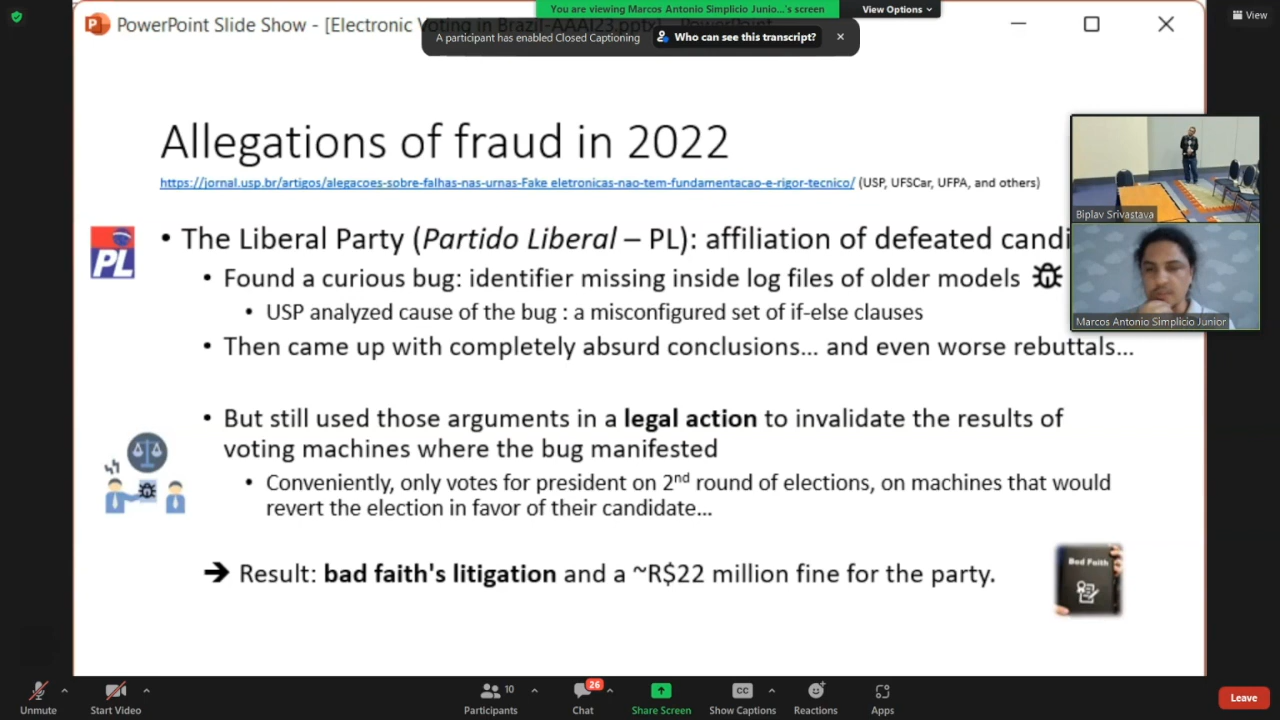 You are viewing Marcos Antonio Simplicio Junio...'s screen
View Options
View
PowerPoint Slide Show - [Electronic Voting in Brazil-AAAI23.pptx]
A participant has enabled Closed Captioning
Who can see this transcript?
Allegations of fraud in 2022
https://jornal.usp.br/artigos/alegacoes-sobre-falhas-nas-urnas-Fake eletronicas-nao-tem-fundamentacao-e-rigor-tecnico/ (USP, UFSCar, UFPA, and others)
PL
• The Liberal Party (Partido Liberal – PL): affiliation of defeated candi
• Found a curious bug: identifier missing inside log files of older models
• USP analyzed cause of the bug : a misconfigured set of if-else clauses
• Then came up with completely absurd conclusions... and even worse rebuttals...
• But still used those arguments in a legal action to invalidate the results of
voting machines where the bug manifested
• Conveniently, only votes for president on 2nd round of elections, on machines that would
revert the election in favor of their candidate...
➔ Result: bad faith's litigation and a ~R$22 million fine for the party.
Bad Faith
Biplav Srivastava
Marcos Antonio Simplicio Junior
Unmute
Start Video
Participants
10
Chat
26
Share Screen
CC
Show Captions
Reactions
Apps
Leave